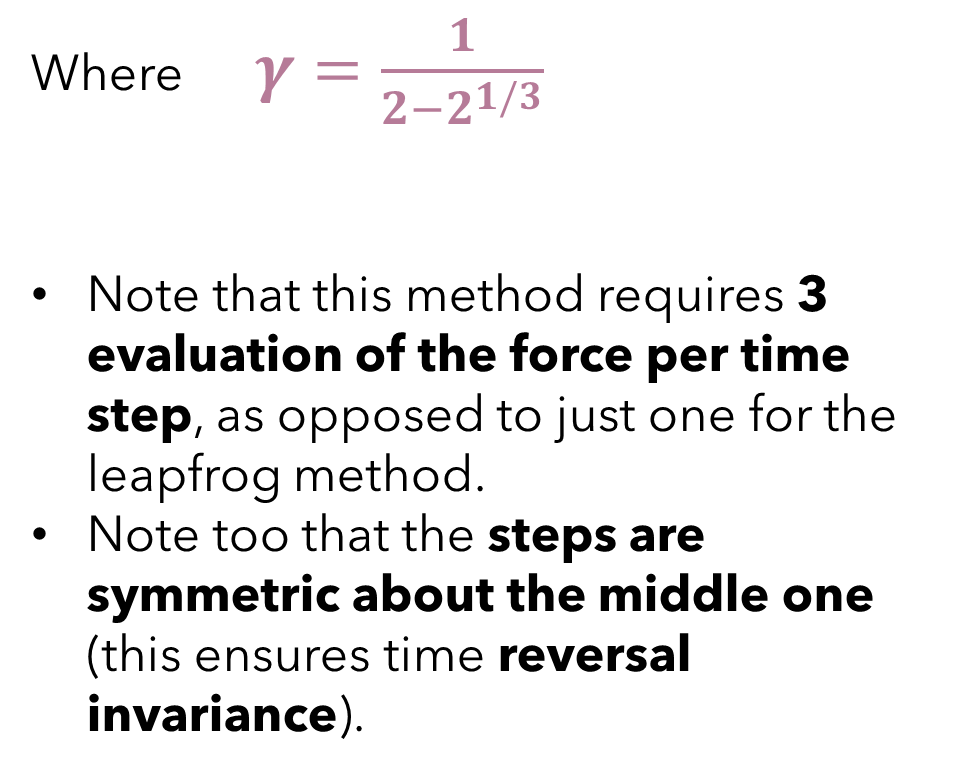 Where γ = 1 / 2−2^1/3
• Note that this method requires 3
evaluation of the force per time
step, as opposed to just one for the
leapfrog method.
• Note too that the steps are
symmetric about the middle one
(this ensures time reversal
invariance).